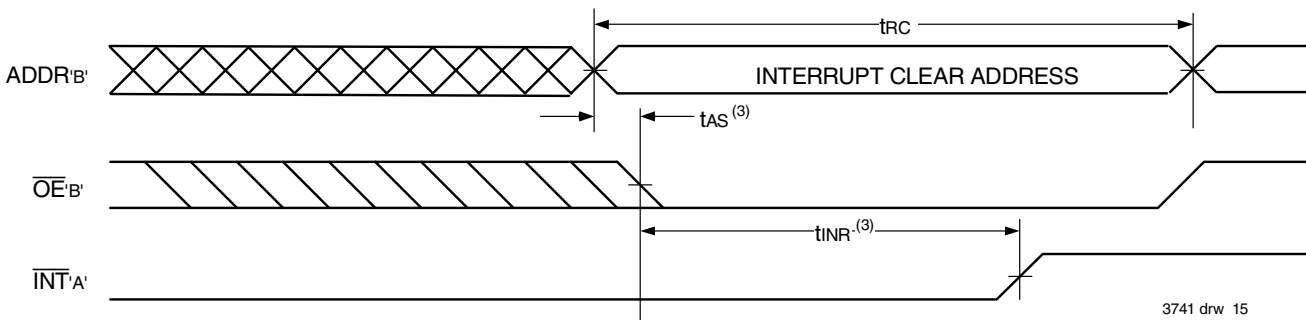 tRC
ADDR'B'
INTERRUPT CLEAR ADDRESS
tAS(3)
OE'B'
tINR(3)
INT'A'
3741 drw 15